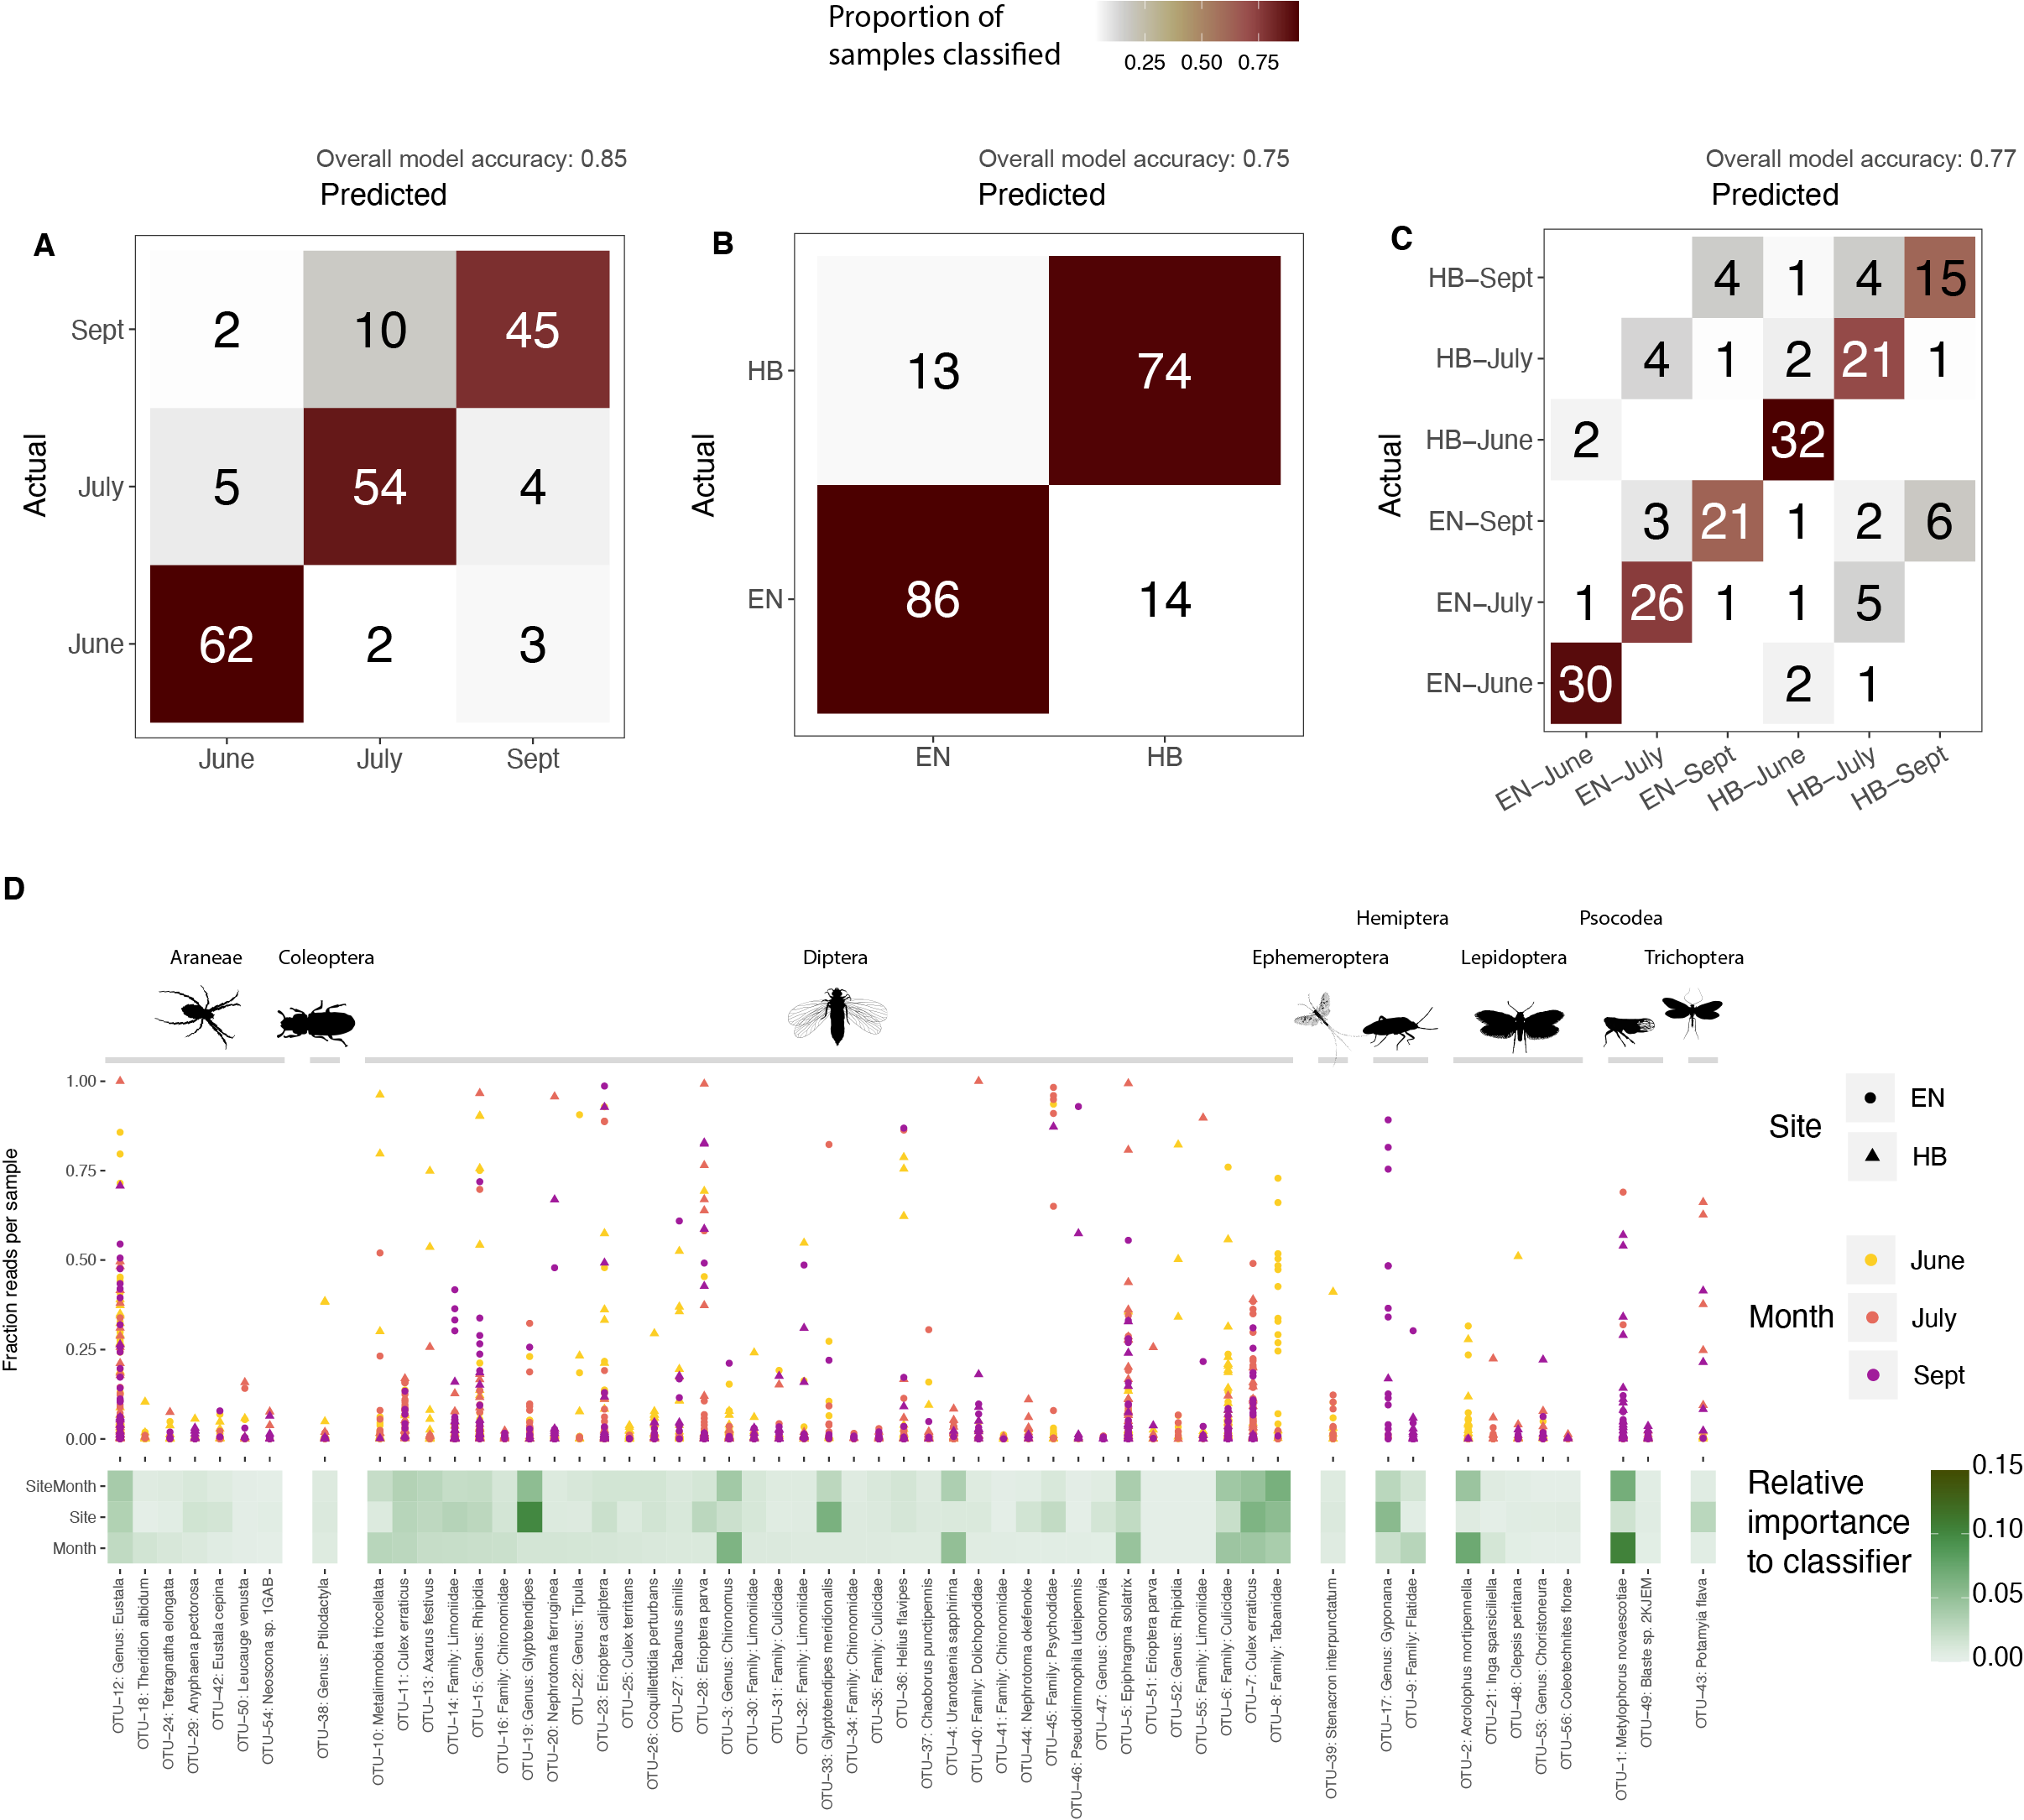 Proportion of
samples classified
0.25 0.50 0.75
Overall model accuracy: 0.85
Predicted
A
Actual
Sept 2 10 45
July 5 54 4
June 62 2 3
June July Sept
Overall model accuracy: 0.75
Predicted
B
Actual
HB 13 74
EN 86 14
EN HB
Overall model accuracy: 0.77
Predicted
C
Actual
HB–Sept 4 1 4 15
HB–July 4 1 2 21 1
HB–June 2 32
EN–Sept 3 21 1 2 6
EN–July 1 26 1 1 5
EN–June 30 2 1
EN–June EN–July EN–Sept HB–June HB–July HB–Sept
D
Hemiptera Psocodea
Araneae Coleoptera Diptera Ephemeroptera Lepidoptera Trichoptera
Fraction reads per sample
1.00
0.75
0.50
0.25
0.00
Site
EN
HB
Month
June
July
Sept
SiteMonth
Site
Month
Relative
importance
to classifier
0.15
0.10
0.05
0.00
OTU–12: Genus: Eustala
OTU–18: Theridion albidum
OTU–24: Tetragnatha elongata
OTU–29: Anyphaena pectorosa
OTU–42: Eustala cepina
OTU–50: Leucauge venusta
OTU–54: Neoscona sp. 1GAB
OTU–38: Genus: Ptilodactyla
OTU–10: Metalimnobia triocellata
OTU–11: Culex erraticus
OTU–13: Axarus festivus
OTU–14: Family: Limoniidae
OTU–15: Genus: Rhipidia
OTU–16: Family: Chironomidae
OTU–19: Genus: Glyptotendipes
OTU–20: Nephrotoma ferruginea
OTU–22: Genus: Tipula
OTU–23: Erioptera caliptera
OTU–25: Culex territans
OTU–26: Coquillettidia perturbans
OTU–27: Tabanus similis
OTU–28: Erioptera parva
OTU–3: Genus: Chironomus
OTU–30: Family: Limoniidae
OTU–31: Family: Culicidae
OTU–32: Family: Limoniidae
OTU–33: Glyptotendipes meridionalis
OTU–34: Family: Chironomidae
OTU–35: Family: Culicidae
OTU–36: Helius flavipes
OTU–37: Chaoborus punctipennis
OTU–4: Uranotaenia sapphirina
OTU–40: Family: Dolichopodidae
OTU–41: Family: Chironomidae
OTU–44: Nephrotoma okefenoke
OTU–45: Family: Psychodidae
OTU–46: Pseudolimnophila luteipennis
OTU–47: Genus: Gonomyia
OTU–5: Epiphragma solatrix
OTU–51: Erioptera parva
OTU–52: Genus: Rhipidia
OTU–55: Family: Limoniidae
OTU–6: Family: Culicidae
OTU–7: Culex erraticus
OTU–8: Family: Tabanidae
OTU–39: Stenacron interpunctatum
OTU–17: Genus: Gyponana
OTU–9: Family: Flatidae
OTU–2: Acrolophus mortipennella
OTU–21: Inga sparsicillella
OTU–48: Clepsis peritana
OTU–53: Genus: Choristoneura
OTU–56: Coleotechnites florae
OTU–1: Metylophorus novaescotiae
OTU–49: Blaste sp. 2KJEM
OTU–43: Potamyia flava